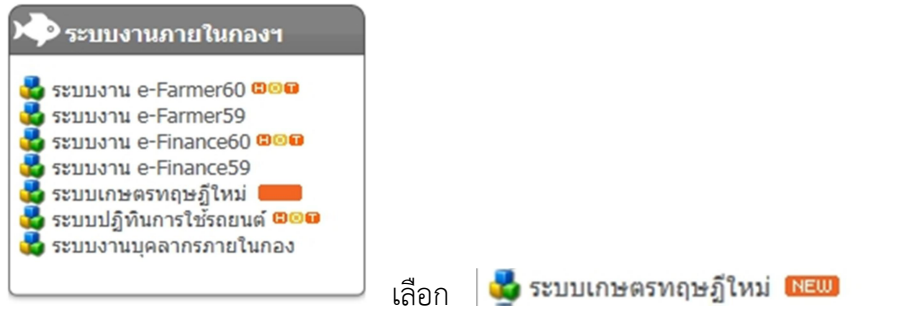 ระบบงานภายในกองฯ
ระบบงาน e-Farmer60 HOT
ระบบงาน e-Farmer59
ระบบงาน e-Finance60 HOT
ระบบงาน e-Finance59
ระบบเกษตรทฤษฎีใหม่
ระบบปฏิทินการใช้รถยนต์ HOT
ระบบงานบุคลากรภายในกอง
เลือก ระบบเกษตรทฤษฎีใหม่ NEW